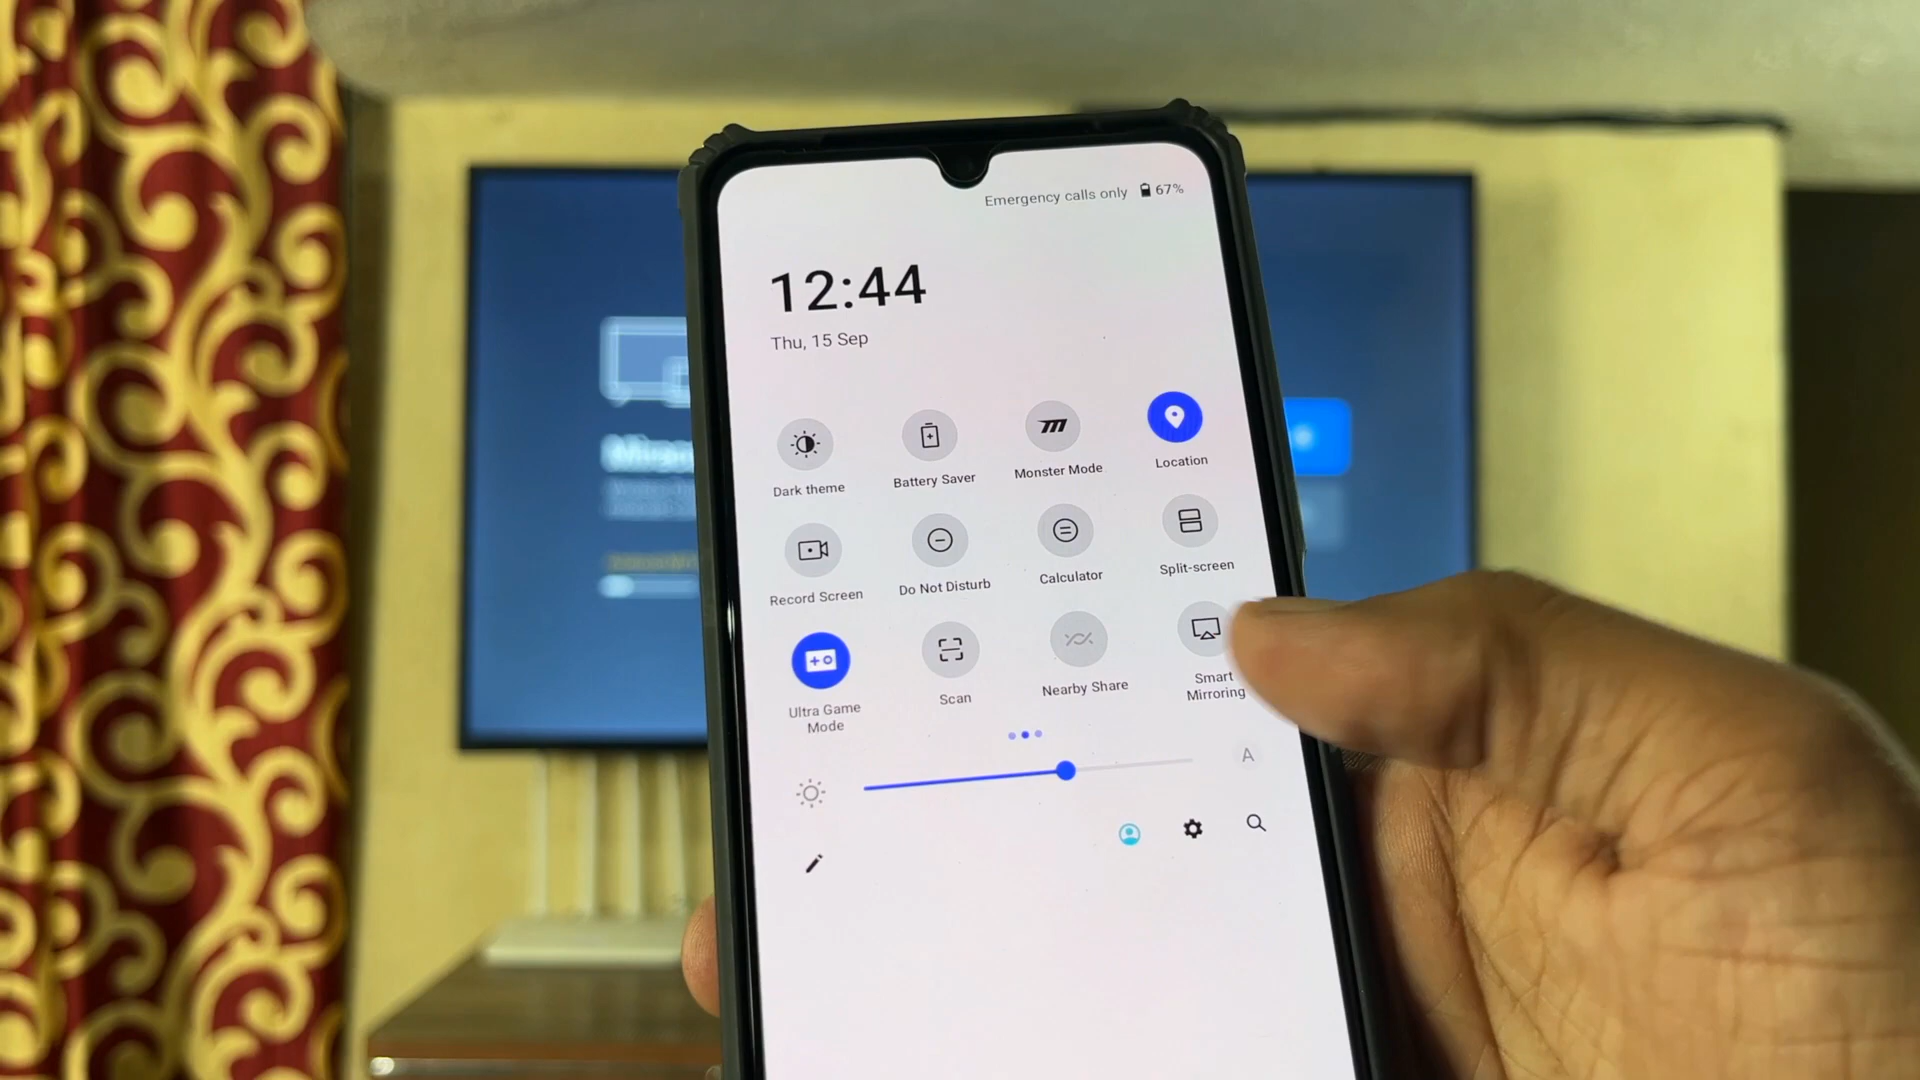 Emergency calls only 67%
12:44
Thu, 15 Sep
Dark theme Battery Saver Monster Mode Location
Record Screen Do Not Disturb Calculator Split-screen
Ultra Game Scan Nearby Share Smart
Mode Mirroring
A